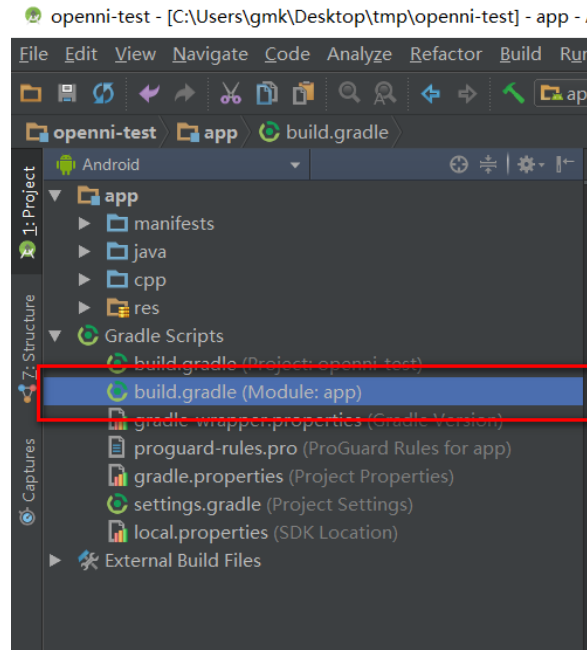 openni-test - [C:\Users\gmk\Desktop\tmp\openni-test] - app -
File Edit View Navigate Code Analyze Refactor Build Run
ap
openni-test app build.gradle
1: Project
Android
app
manifests
java
cpp
res
Z: Structure
Gradle Scripts
build.gradle (Project: openni-test)
build.gradle (Module: app)
gradle-wrapper.properties (Gradle Version)
Captures
proguard-rules.pro (ProGuard Rules for app)
gradle.properties (Project Properties)
settings.gradle (Project Settings)
local.properties (SDK Location)
External Build Files